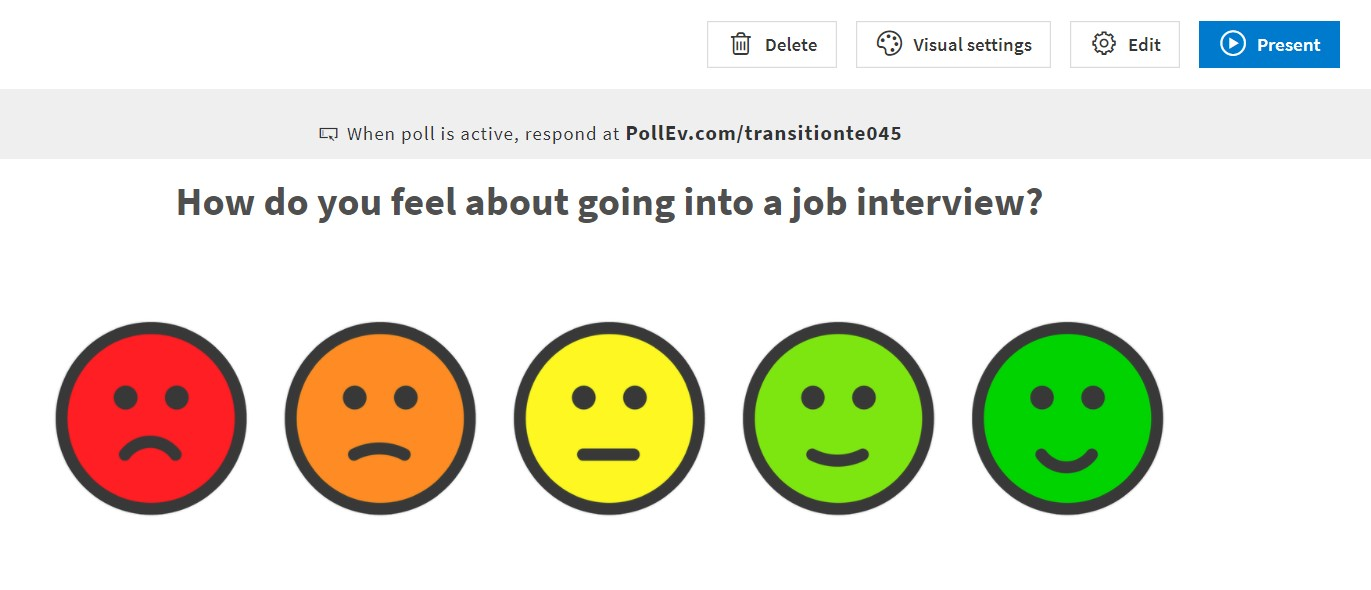 Delete Visual settings Edit Present
When poll is active, respond at PollEv.com/transitionte045
How do you feel about going into a job interview?